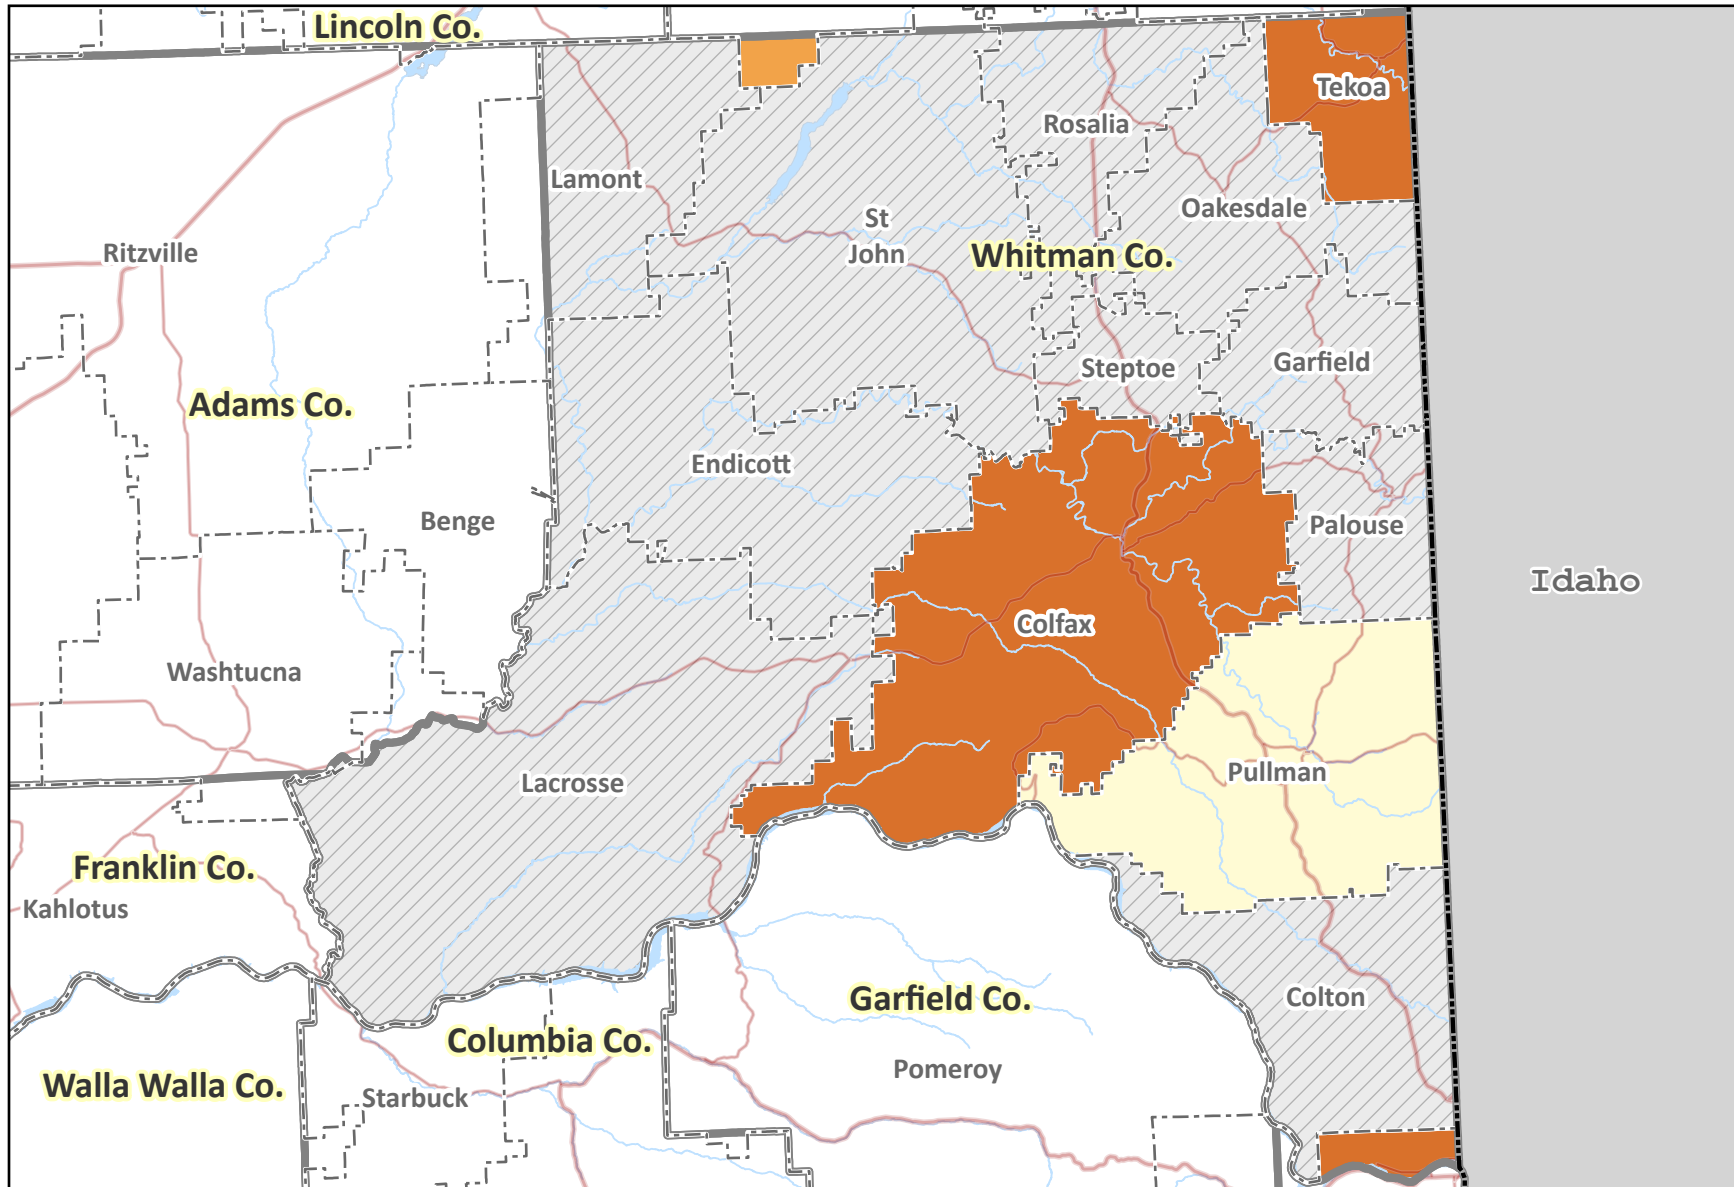 Lincoln Co.
Tekoa
Rosalia
Lamont
Oakesdale
St
John
Ritzville
Whitman Co.
Steptoe
Garfield
Adams Co.
Endicott
Benge
Palouse
Idaho
Colfax
Washtucna
Pullman
Lacrosse
Franklin Co.
Kahlotus
Garfield Co.
Colton
Columbia Co.
Pomeroy
Walla Walla Co.
Starbuck